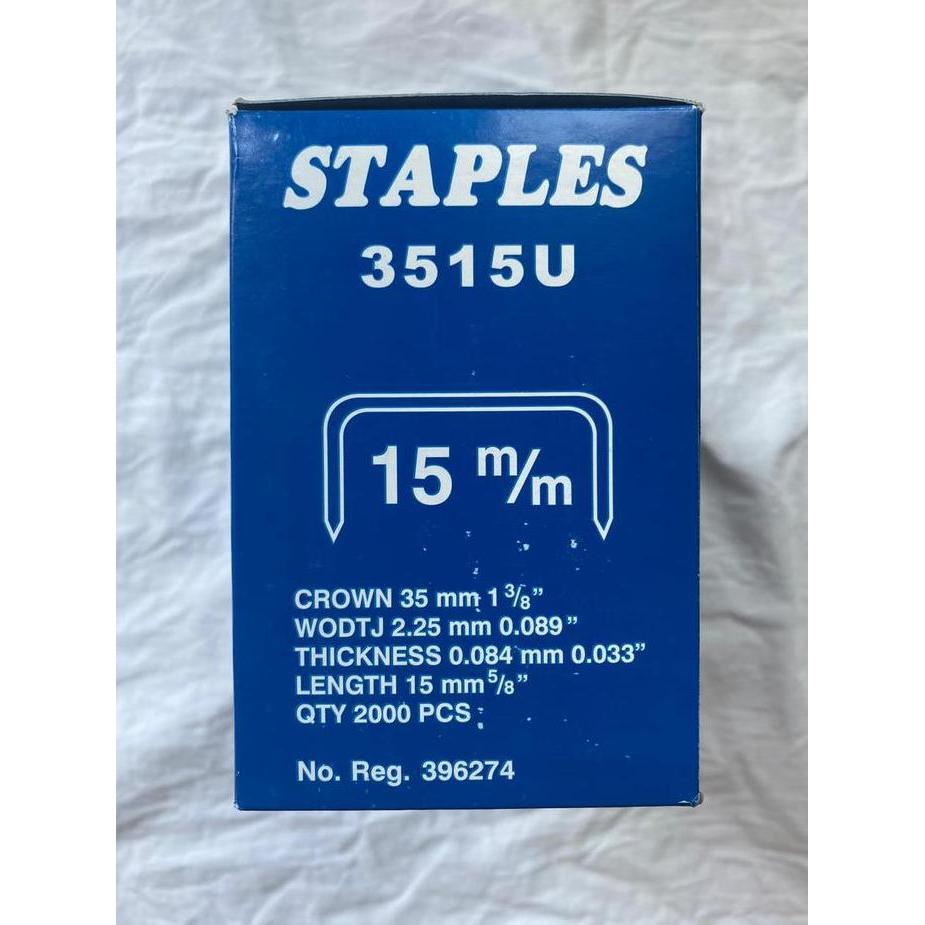 STAPLES
3515U
15 m/m
CROWN 35 mm 1 3/8”
WODTJ 2.25 mm 0.089”
THICKNESS 0.084 mm 0.033”
LENGTH 15 mm 5/8”
QTY 2000 PCS
No. Reg. 396274